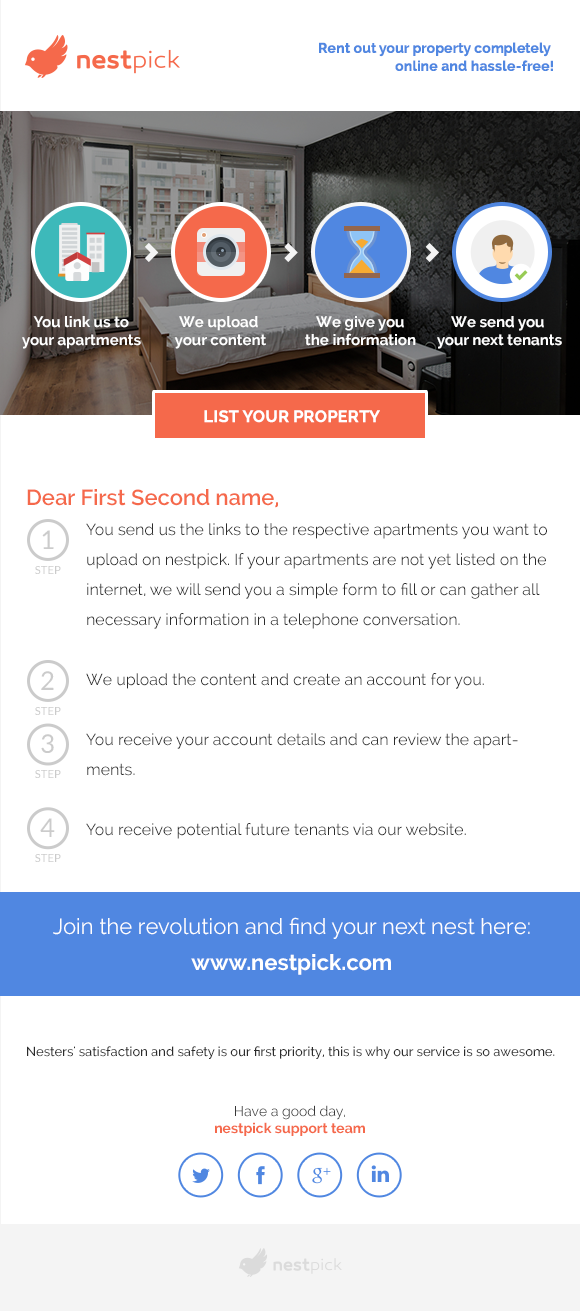 nestpick
Rent out your property completely
online and hassle-free!
You link us to
your apartments
We upload
your content
We give you
the information
We send you
your next tenants
LIST YOUR PROPERTY
Dear First Second name,
1
STEP
You send us the links to the respective apartments you want to
upload on nestpick. If your apartments are not yet listed on the
internet, we will send you a simple form to fill or can gather all
necessary information in a telephone conversation.
2
STEP
We upload the content and create an account for you.
3
STEP
You receive your account details and can review the apart-
ments.
4
STEP
You receive potential future tenants via our website.
Join the revolution and find your next nest here:
www.nestpick.com
Nesters' satisfaction and safety is our first priority, this is why our service is so awesome.
Have a good day,
nestpick support team
f g+ in
nestpick